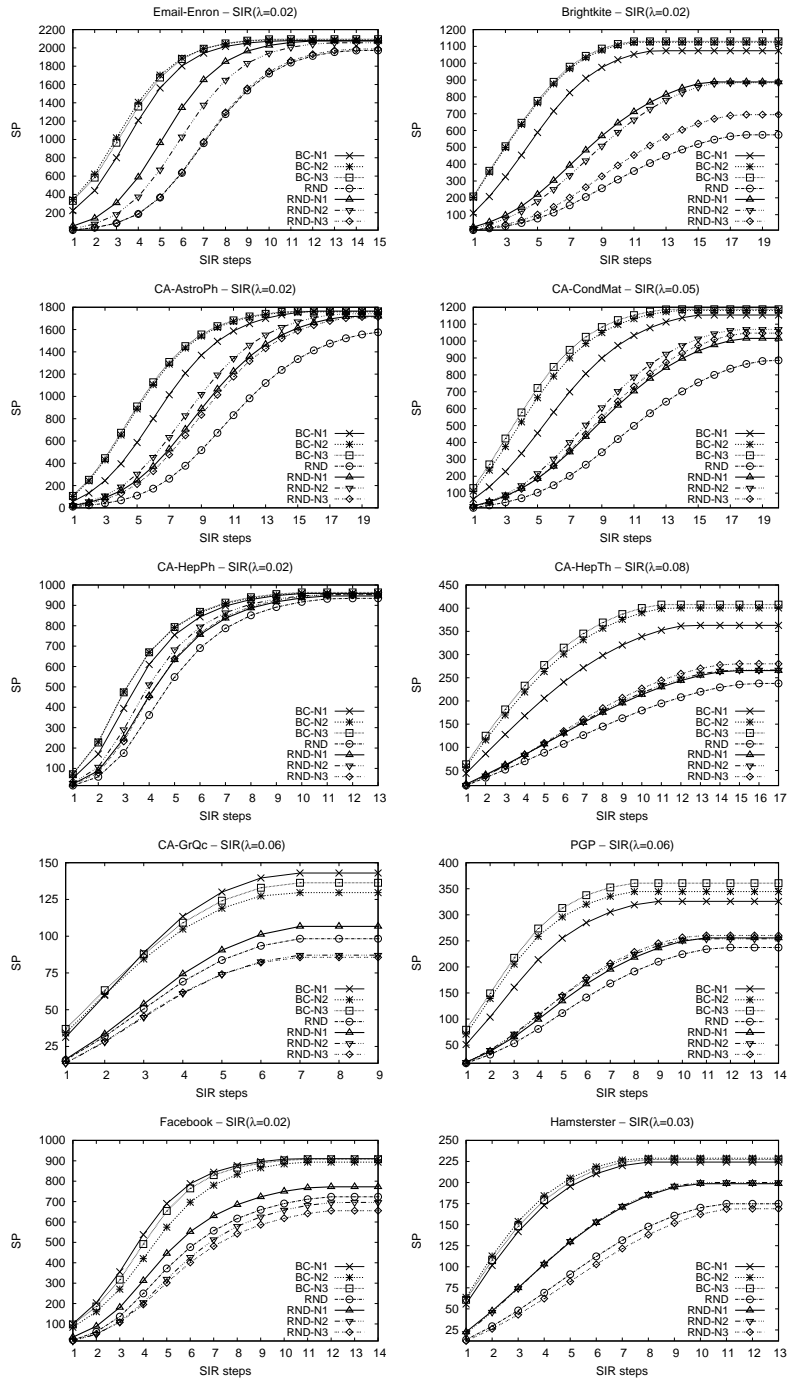 Email-Enron – SIR(λ=0.02)
SP
2200
2000
1800
1600
1400
1200
1000
800
600
400
200
BC-N1
BC-N2
BC-N3
RND
RND-N1
RND-N2
RND-N3
1 2 3 4 5 6 7 8 9 10 11 12 13 14 15
SIR steps
Brightkite – SIR(λ=0.02)
SP
1200
1100
1000
900
800
700
600
500
400
300
200
100
BC-N1
BC-N2
BC-N3
RND
RND-N1
RND-N2
RND-N3
1 3 5 7 9 11 13 15 17 19
SIR steps
CA-AstroPh – SIR(λ=0.02)
SP
1800
1600
1400
1200
1000
800
600
400
200
0
BC-N1
BC-N2
BC-N3
RND
RND-N1
RND-N2
RND-N3
1 3 5 7 9 11 13 15 17 19
SIR steps
CA-CondMat – SIR(λ=0.05)
SP
1200
1100
1000
900
800
700
600
500
400
300
200
100
BC-N1
BC-N2
BC-N3
RND
RND-N1
RND-N2
RND-N3
1 3 5 7 9 11 13 15 17 19
SIR steps
CA-HepPh – SIR(λ=0.02)
SP
1000
900
800
700
600
500
400
300
200
100
BC-N1
BC-N2
BC-N3
RND
RND-N1
RND-N2
RND-N3
1 2 3 4 5 6 7 8 9 10 11 12 13
SIR steps
CA-HepTh – SIR(λ=0.08)
SP
450
400
350
300
250
200
150
100
50
BC-N1
BC-N2
BC-N3
RND
RND-N1
RND-N2
RND-N3
1 2 3 4 5 6 7 8 9 10 11 12 13 14 15 16 17
SIR steps
CA-GrQc – SIR(λ=0.06)
SP
150
125
100
75
50
25
BC-N1
BC-N2
BC-N3
RND
RND-N1
RND-N2
RND-N3
1 2 3 4 5 6 7 8 9
SIR steps
PGP – SIR(λ=0.06)
SP
400
350
300
250
200
150
100
50
BC-N1
BC-N2
BC-N3
RND
RND-N1
RND-N2
RND-N3
1 2 3 4 5 6 7 8 9 10 11 12 13 14
SIR steps
Facebook – SIR(λ=0.02)
SP
1000
900
800
700
600
500
400
300
200
100
BC-N1
BC-N2
BC-N3
RND
RND-N1
RND-N2
RND-N3
1 2 3 4 5 6 7 8 9 10 11 12 13 14
SIR steps
Hamsterster – SIR(λ=0.03)
SP
250
225
200
175
150
125
100
75
50
25
BC-N1
BC-N2
BC-N3
RND
RND-N1
RND-N2
RND-N3
1 2 3 4 5 6 7 8 9 10 11 12 13
SIR steps